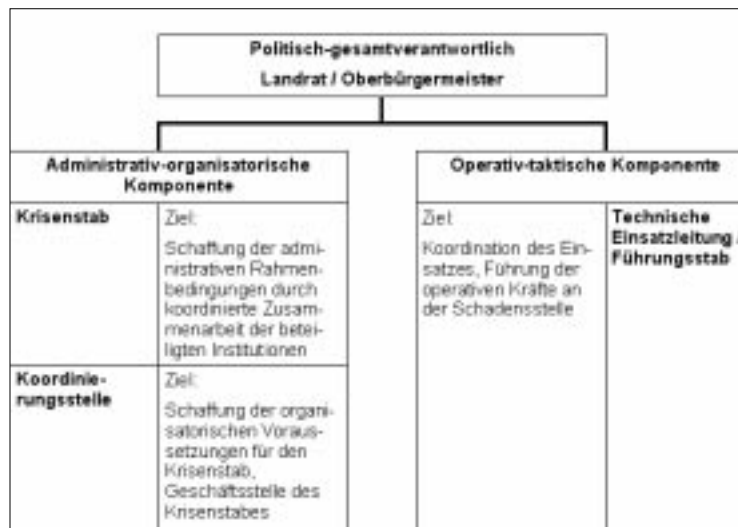 Politisch-gesamtverantwortlich
Landrat / Oberbürgermeister
Administrativ-organisatorische
Komponente
Krisenstab
Ziel:
Schaffung der admi-
nistrativen Rahmen-
bedingungen durch
koordinierte Zusam-
menarbeit der betei-
ligten Institutionen
Koordinie-
rungsstelle
Ziel:
Schaffung der organi-
satorischen Voraus-
setzungen für den
Krisenstab,
Geschäftsstelle des
Krisenstabes
Operativ-taktische Komponente
Ziel:
Koordination des Ein-
satzes, Führung der
operativen Kräfte an
der Schadensstelle
Technische
Einsatzleitung /
Führungsstab